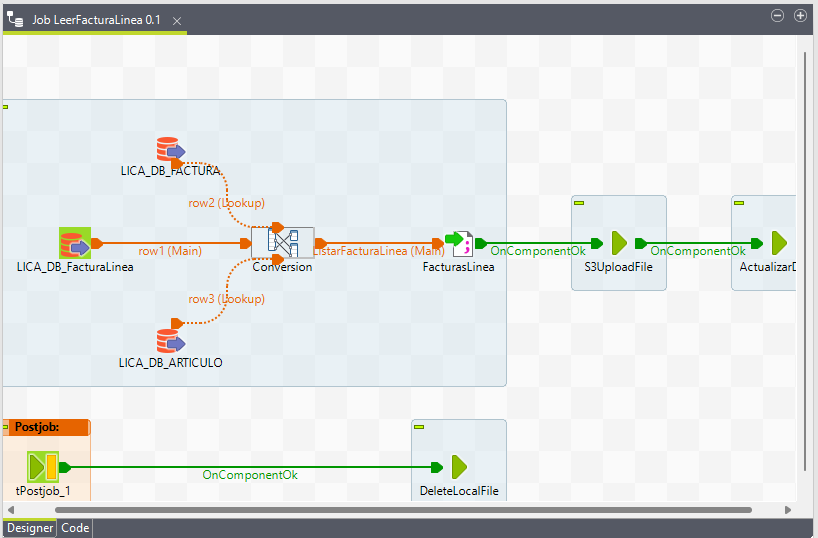 Job LeerFacturaLinea 0.1
LICA_DB_FACTURA.
row2 (Lookup)
LICA_DB_FacturaLinea
row1 (Main)
Conversion
ListarFacturaLinea (Main)
FacturasLinea
OnComponentOk
S3UploadFile
OnComponentOk
ActualizarD
row3 (Lookup)
LICA_DB_ARTICULO
Postjob:
tPostjob_1
OnComponentOk
DeleteLocalFile
Designer
Code